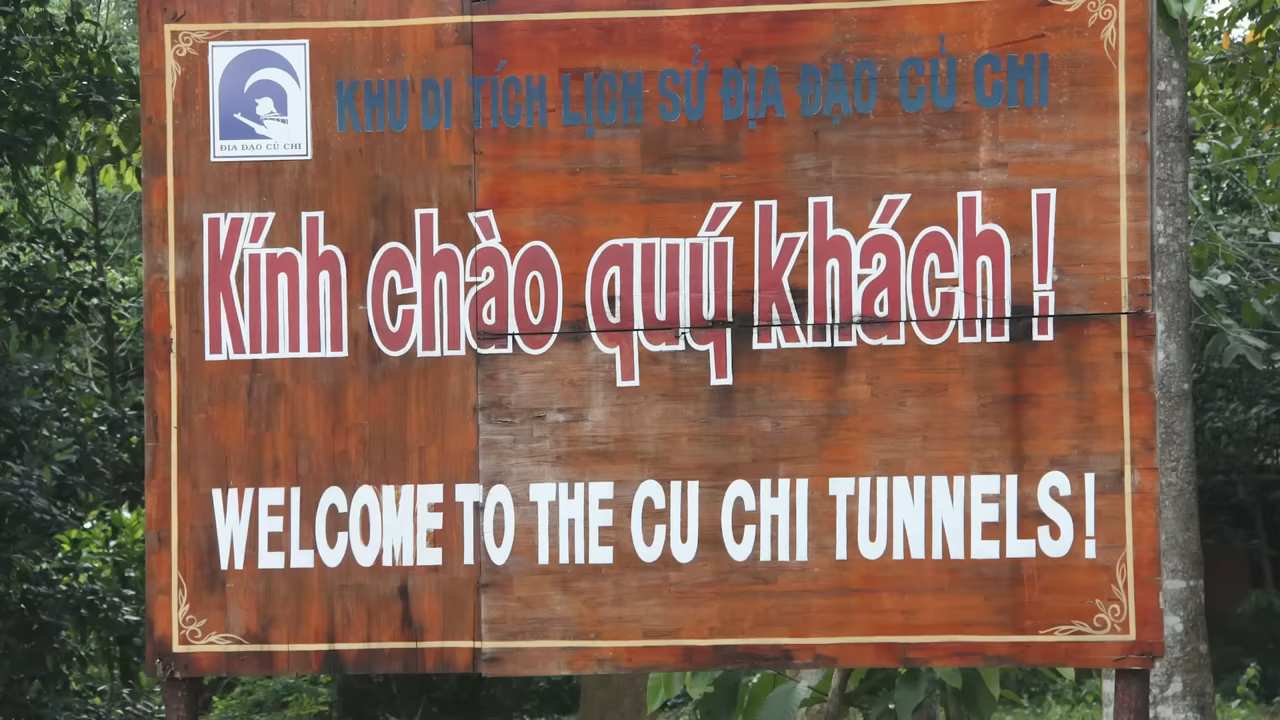 KHU DI TÍCH LỊCH SỬ ĐỊA ĐẠO CỦ CHI
ĐỊA ĐẠO CỦ CHI
Kính chào quý khách !
WELCOME TO THE CU CHI TUNNELS !